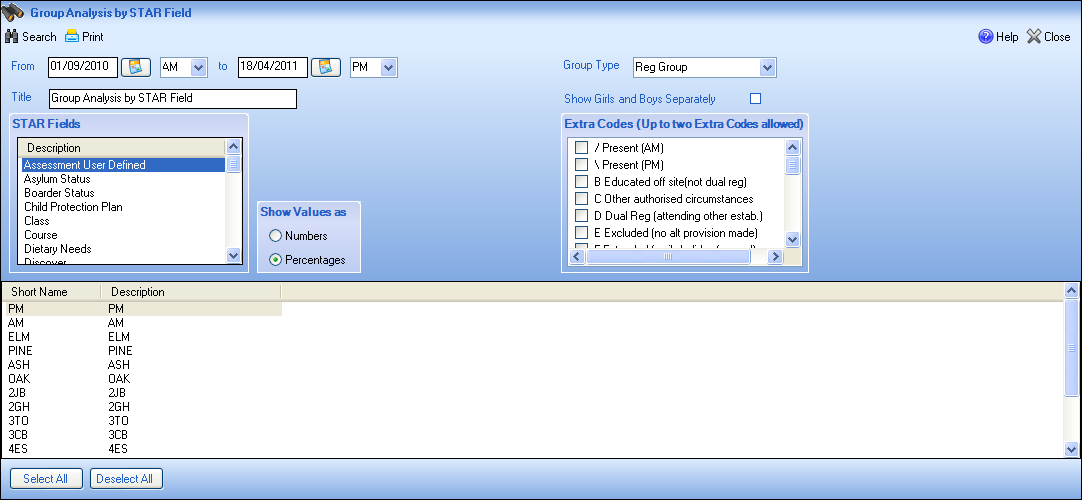 Group Analysis by STAR Field
Search Print Help Close
From 01/09/2010 AM to 18/04/2011 PM Group Type Reg Group
Title Group Analysis by STAR Field Show Girls and Boys Separately
STAR Fields
Description
Assessment User Defined
Asylum Status
Boarder Status
Child Protection Plan
Class
Course
Dietary Needs
Discover
Show Values as
Numbers
Percentages
Extra Codes (Up to two Extra Codes allowed)
/ Present (AM)
\ Present (PM)
B Educated off site(not dual reg)
C Other authorised circumstances
D Dual Reg (attending other estab.)
E Excluded (no alt provision made)
Short Name Description
PM PM
AM AM
ELM ELM
PINE PINE
ASH ASH
OAK OAK
2JB 2JB
2GH 2GH
3TO 3TO
3CB 3CB
4ES 4ES
Select All Deselect All